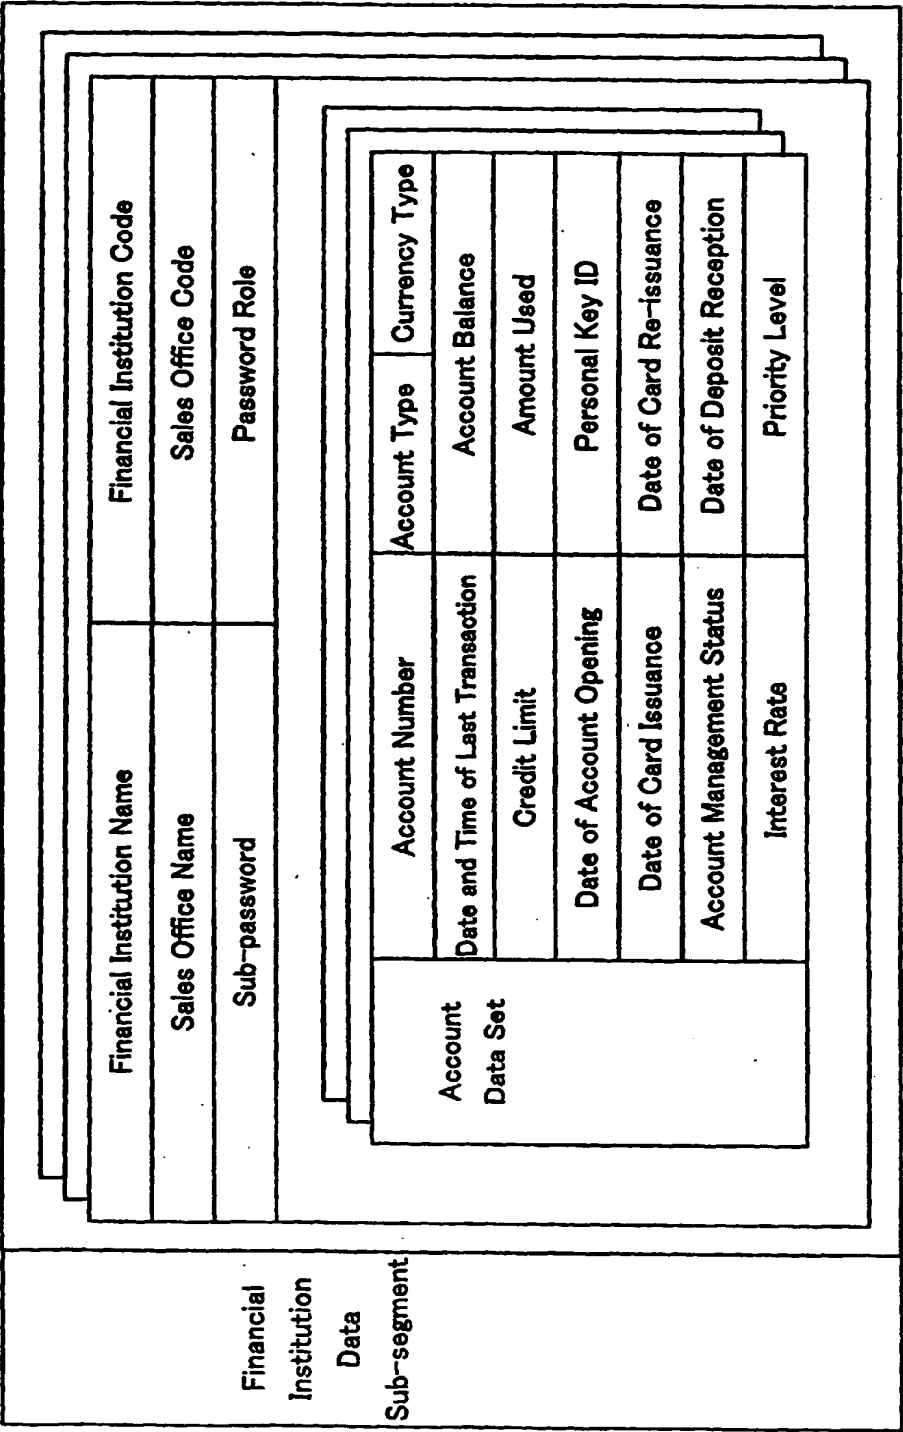 Financial
Institution
Data
Sub-segment
Financial Institution Name
Financial Institution Code
Sales Office Name
Sales Office Code
Sub-password
Password Role
Account
Data Set
Account Number
Account Type
Currency Type
Date and Time of Last Transaction
Account Balance
Credit Limit
Amount Used
Date of Account Opening
Personal Key ID
Date of Card Issuance
Date of Card Re-issuance
Account Management Status
Date of Deposit Reception
Interest Rate
Priority Level